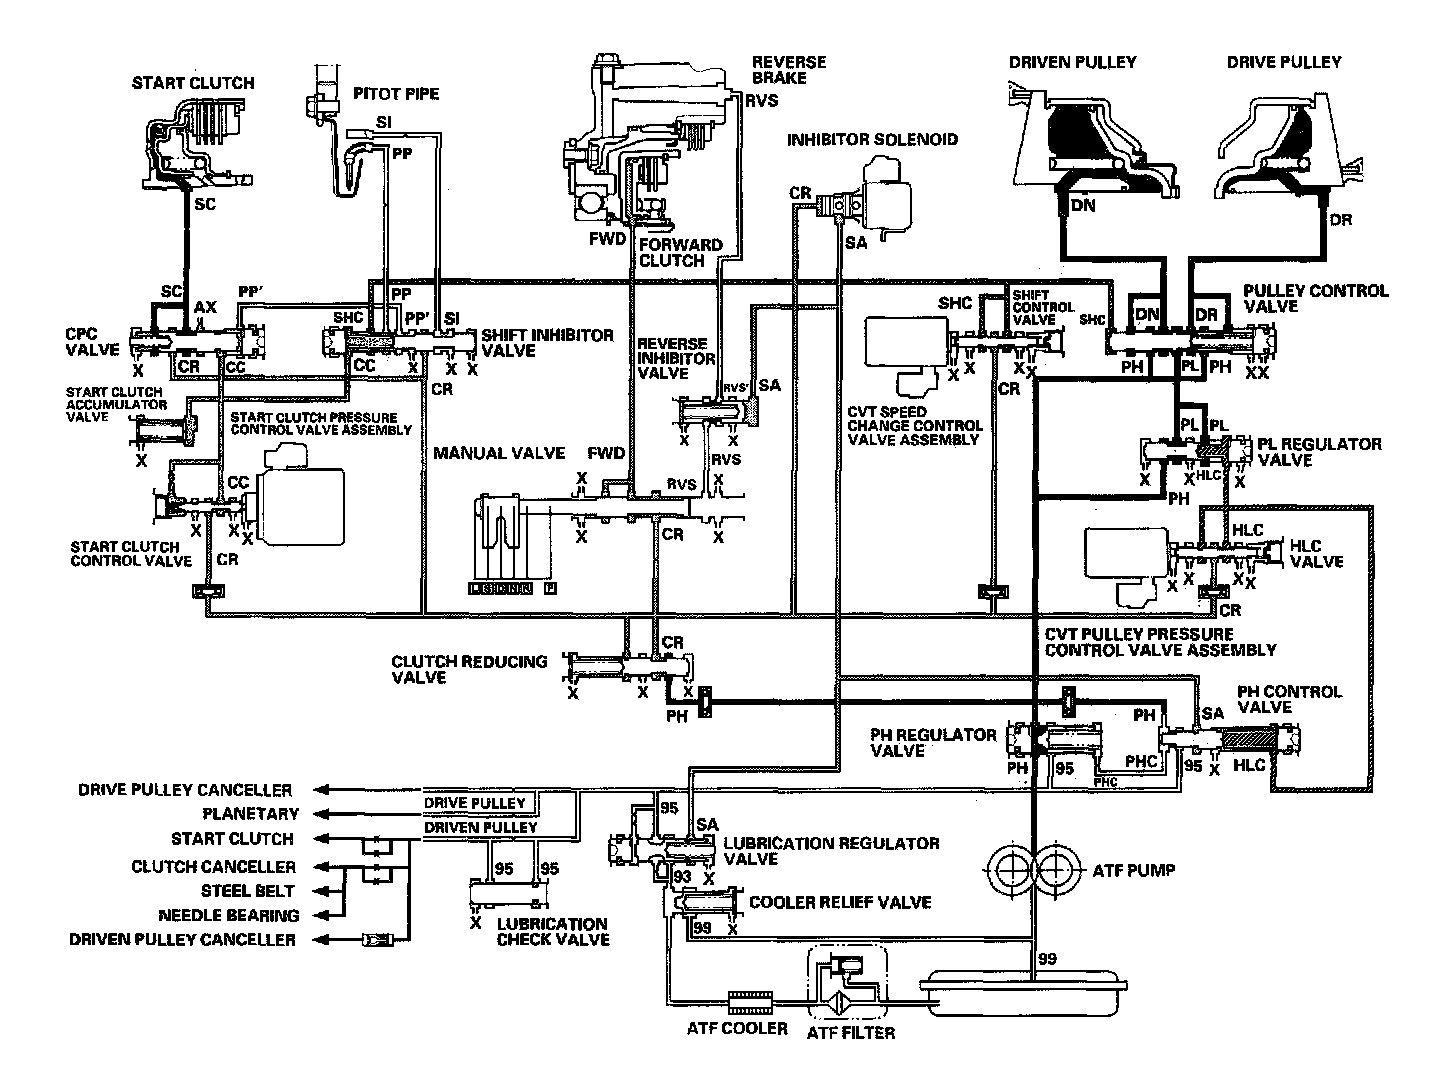 START CLUTCH
PITOT PIPE
SI
PP
SC
REVERSE
BRAKE
RVS
FWD
FORWARD
CLUTCH
INHIBITOR SOLENOID
CR
SA
DRIVEN PULLEY
DRIVE PULLEY
DN
DR
SC
AX
PP'
CPC
VALVE
X
CR
CC
SHC
PP
PP'
SI
CC
X
X
X
CR
SHIFT INHIBITOR
VALVE
REVERSE
INHIBITOR
VALVE
RVS'
SA
X
X
RVS
SHC
SHIFT
CONTROL
VALVE
X
X
CR
X
X
CVT SPEED
CHANGE CONTROL
VALVE ASSEMBLY
SHC
DN
DR
PULLEY CONTROL
VALVE
PH
PL
PH
XX
START CLUTCH
ACCUMULATOR
VALVE
X
START CLUTCH PRESSURE
CONTROL VALVE ASSEMBLY
CC
X
X
X
START CLUTCH
CONTROL VALVE
CR
MANUAL VALVE
FWD
X
X
RVS
X
X
CR
L S D N N P
PL
PL
PL REGULATOR
VALVE
X
X
HLC
X
PH
HLC
HLC
VALVE
X
X
X
X
CR
CVT PULLEY PRESSURE
CONTROL VALVE ASSEMBLY
CLUTCH REDUCING
VALVE
CR
X
X
X
PH
PH REGULATOR
VALVE
PH
95
PHC
PH
SA
PH CONTROL
VALVE
PHC
95
X
HLC
DRIVE PULLEY CANCELLER
DRIVE PULLEY
PLANETARY
START CLUTCH
DRIVEN PULLEY
CLUTCH CANCELLER
STEEL BELT
NEEDLE BEARING
DRIVEN PULLEY CANCELLER
95
95
X
LUBRICATION
CHECK VALVE
95
SA
LUBRICATION REGULATOR
VALVE
93
X
COOLER RELIEF VALVE
99
X
ATF PUMP
99
ATF COOLER
ATF FILTER